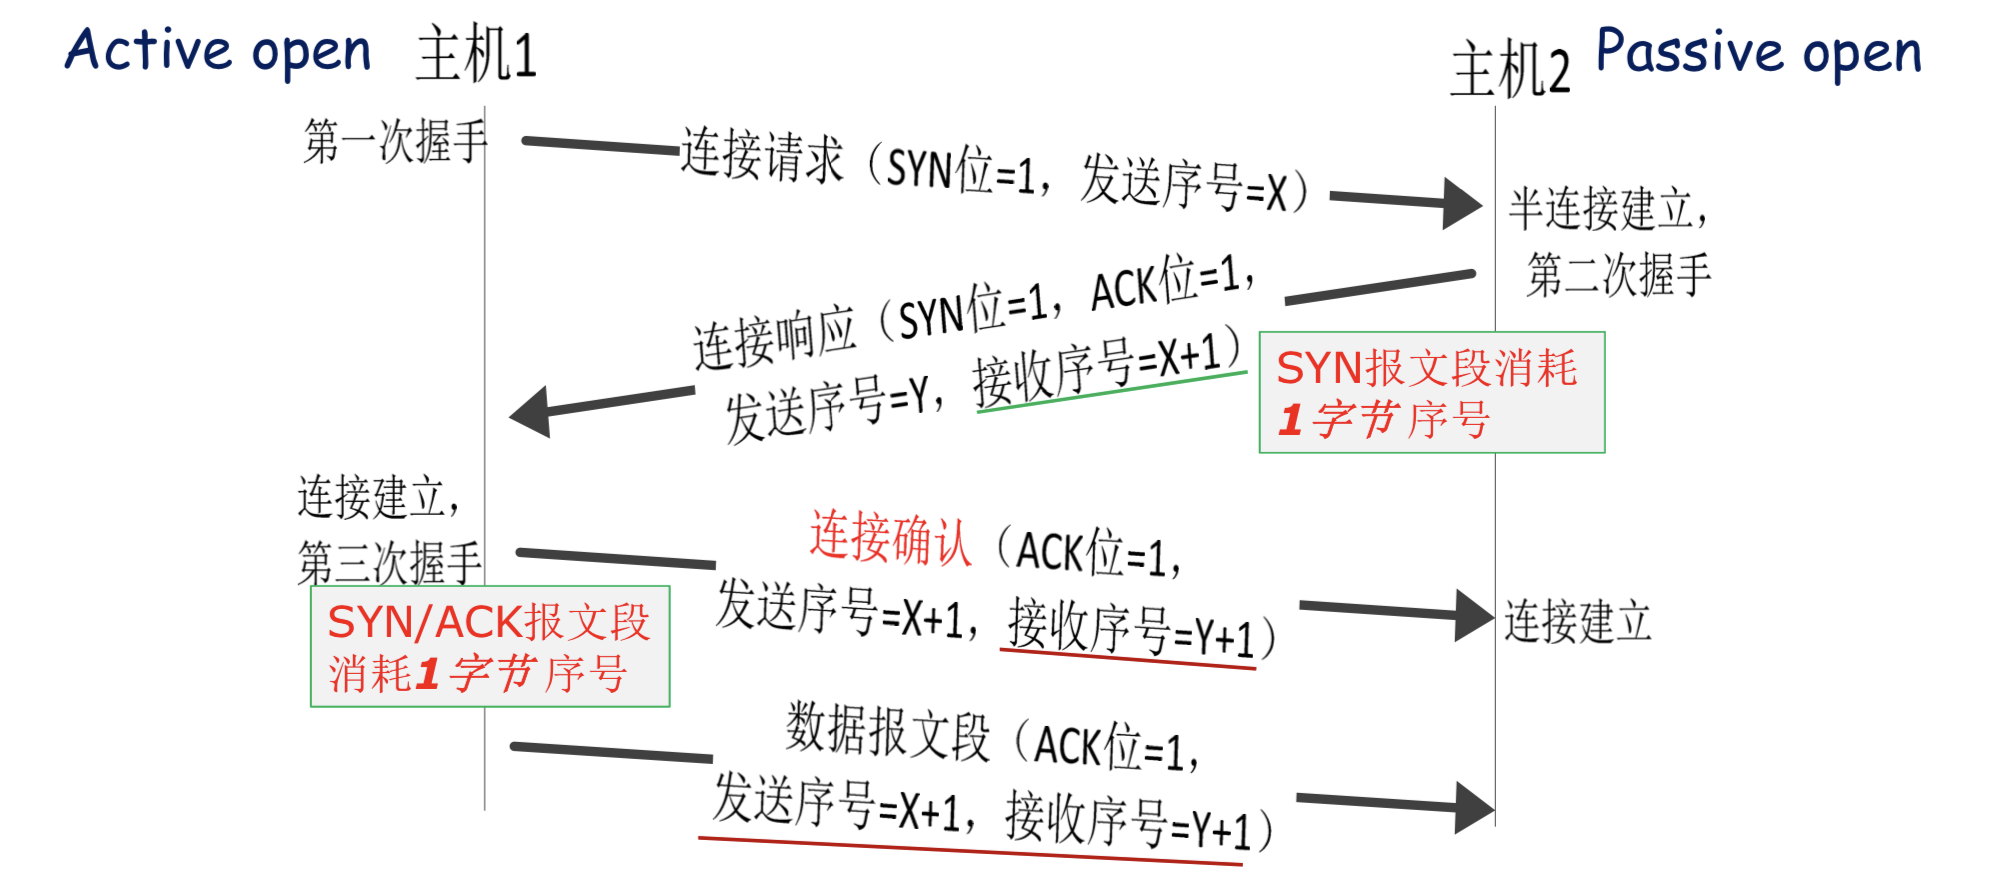 Active open
主机1
主机2
Passive open
第一次握手
连接请求（SYN位=1，发送序号=X）
半连接建立，
第二次握手
连接响应（SYN位=1，ACK位=1，
发送序号=Y，接收序号=X+1）
SYN报文段消耗
1字节序号
连接建立，
第三次握手
SYN/ACK报文段
消耗1字节序号
连接确认（ACK位=1，
发送序号=X+1，接收序号=Y+1）
连接建立
数据报文段（ACK位=1，
发送序号=X+1，接收序号=Y+1）